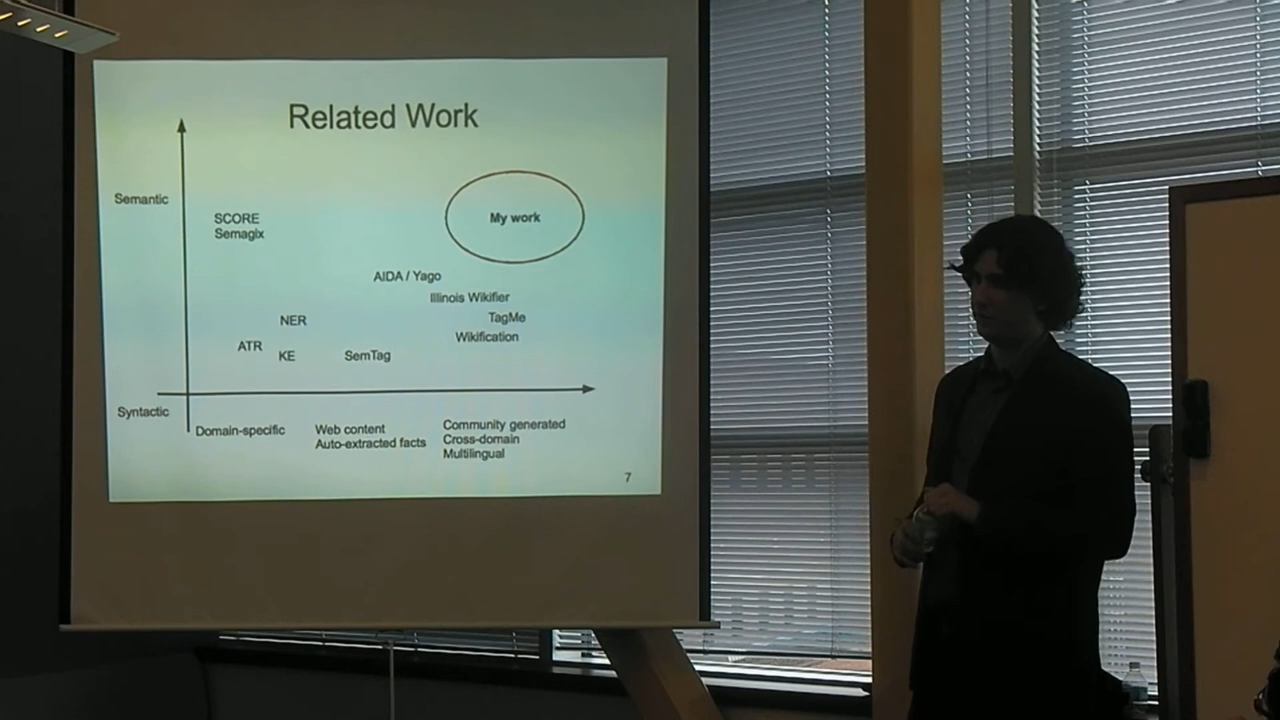 Related Work
Semantic
SCORE
Semagix
My work
AIDA / Yago
Illinois Wikifier
NER
TagMe
Wikification
ATR
KE
SemTag
Syntactic
Domain-specific
Web content
Auto-extracted facts
Community generated
Cross-domain
Multilingual
7